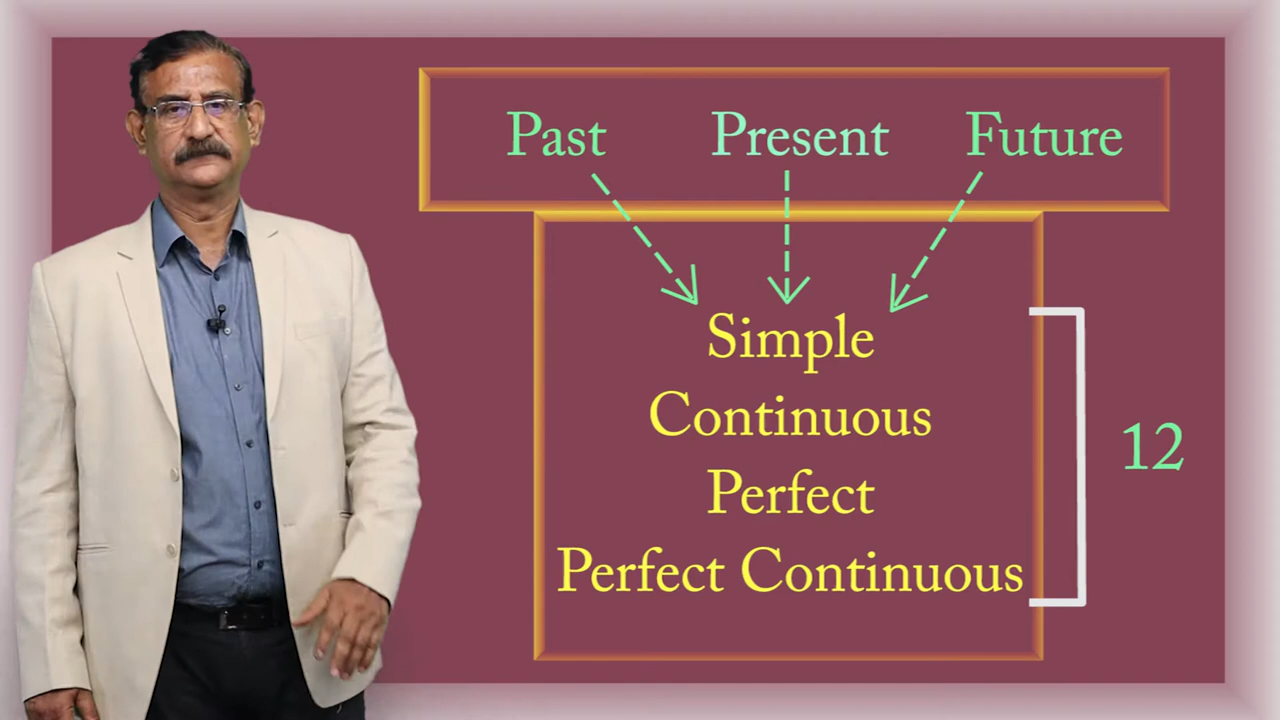 Past Present Future
Simple
Continuous
Perfect
Perfect Continuous
12